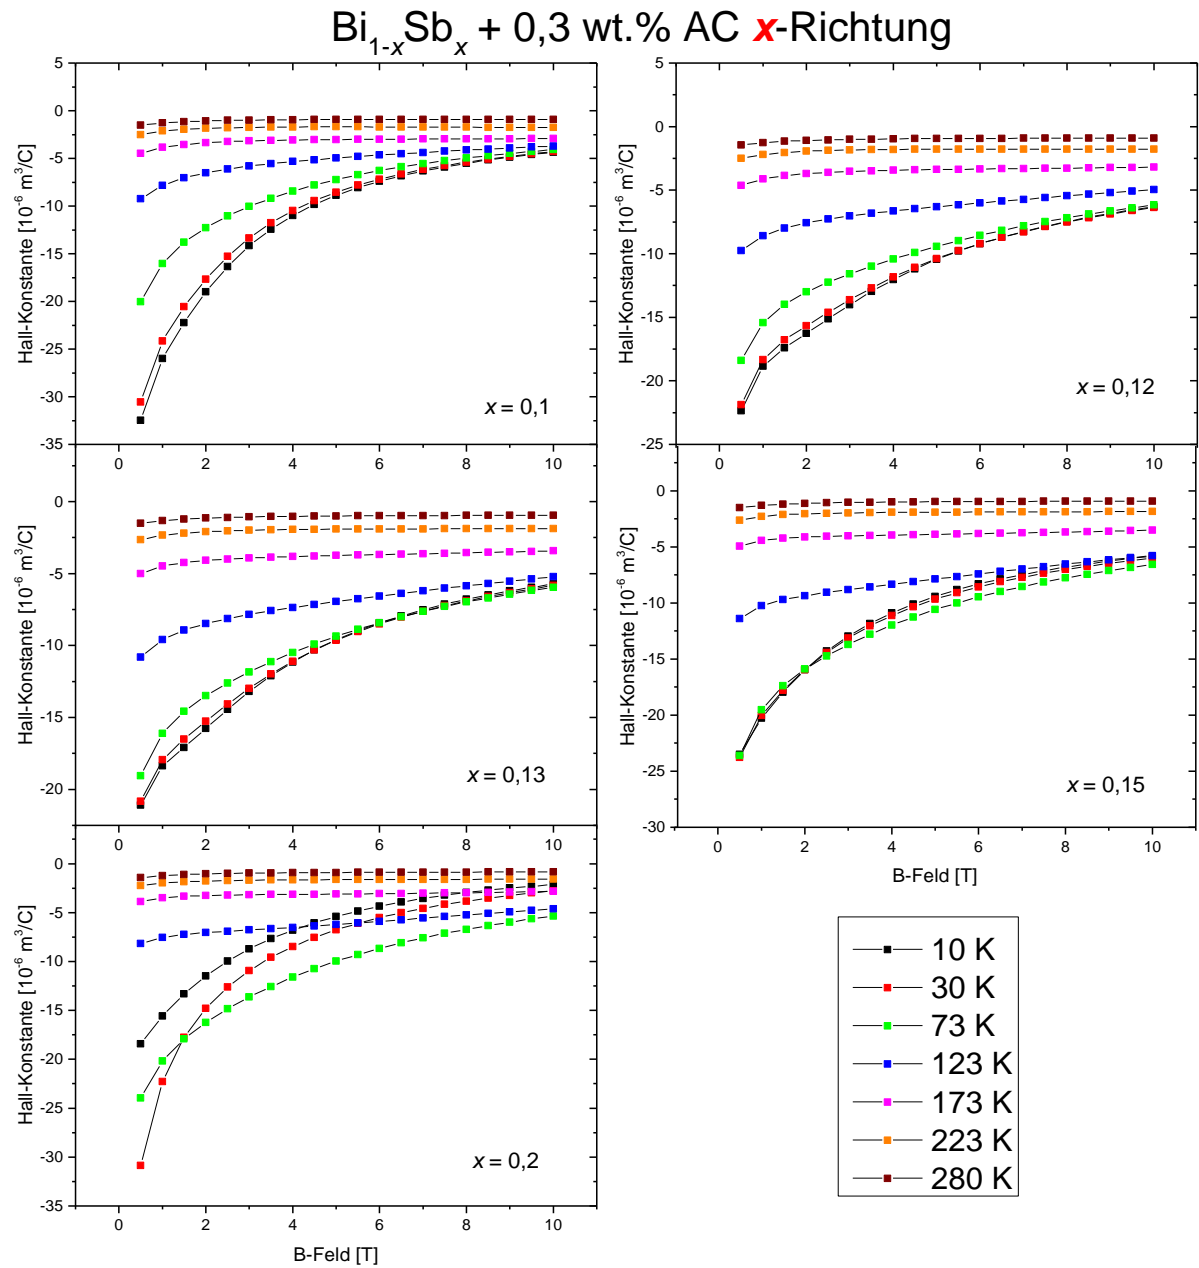 Bi1-xSbx + 0,3 wt.% AC x-Richtung
5
0
-5
-10
-15
-20
-25
-30
-35
Hall-Konstante [10⁻⁶ m³/C]
x = 0,1
0 2 4 6 8 10
5
0
-5
-10
-15
-20
-25
Hall-Konstante [10⁻⁶ m³/C]
x = 0,12
0 2 4 6 8 10
0
-5
-10
-15
-20
Hall-Konstante [10⁻⁶ m³/C]
x = 0,13
0 2 4 6 8 10
0
-5
-10
-15
-20
-25
-30
Hall-Konstante [10⁻⁶ m³/C]
x = 0,15
0 2 4 6 8 10
B-Feld [T]
0
-5
-10
-15
-20
-25
-30
-35
Hall-Konstante [10⁻⁶ m³/C]
x = 0,2
0 2 4 6 8 10
B-Feld [T]
10 K
30 K
73 K
123 K
173 K
223 K
280 K